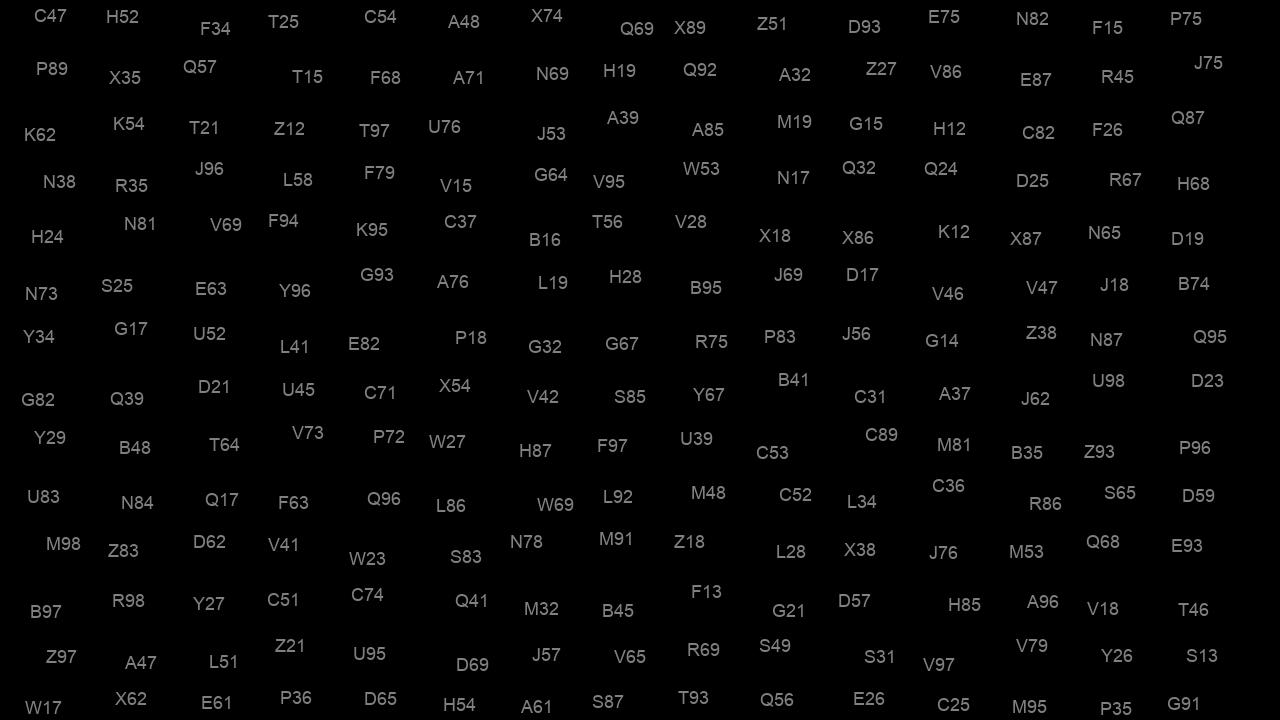 C47 H52 F34 T25 C54 A48 X74 Q69 X89 Z51 D93 E75 N82 F15 P75
P89 X35 Q57 T15 F68 A71 N69 H19 Q92 A32 Z27 V86 E87 R45 J75
K62 K54 T21 Z12 T97 U76 J53 A39 A85 M19 G15 H12 C82 F26 Q87
N38 R35 J96 L58 F79 V15 G64 V95 W53 N17 Q32 Q24 D25 R67 H68
H24 N81 V69 F94 K95 C37 B16 T56 V28 X18 X86 K12 X87 N65 D19
N73 S25 E63 Y96 G93 A76 L19 H28 B95 J69 D17 V46 V47 J18 B74
Y34 G17 U52 L41 E82 P18 G32 G67 R75 P83 J56 G14 Z38 N87 Q95
G82 Q39 D21 U45 C71 X54 V42 S85 Y67 B41 C31 A37 J62 U98 D23
Y29 B48 T64 V73 P72 W27 H87 F97 U39 C53 C89 M81 B35 Z93 P96
U83 N84 Q17 F63 Q96 L86 W69 L92 M48 C52 L34 C36 R86 S65 D59
M98 Z83 D62 V41 W23 S83 N78 M91 Z18 L28 X38 J76 M53 Q68 E93
B97 R98 Y27 C51 C74 Q41 M32 B45 F13 G21 D57 H85 A96 V18 T46
Z97 A47 L51 Z21 U95 D69 J57 V65 R69 S49 S31 V97 V79 Y26 S13
W17 X62 E61 P36 D65 H54 A61 S87 T93 Q56 E26 C25 M95 P35 G91